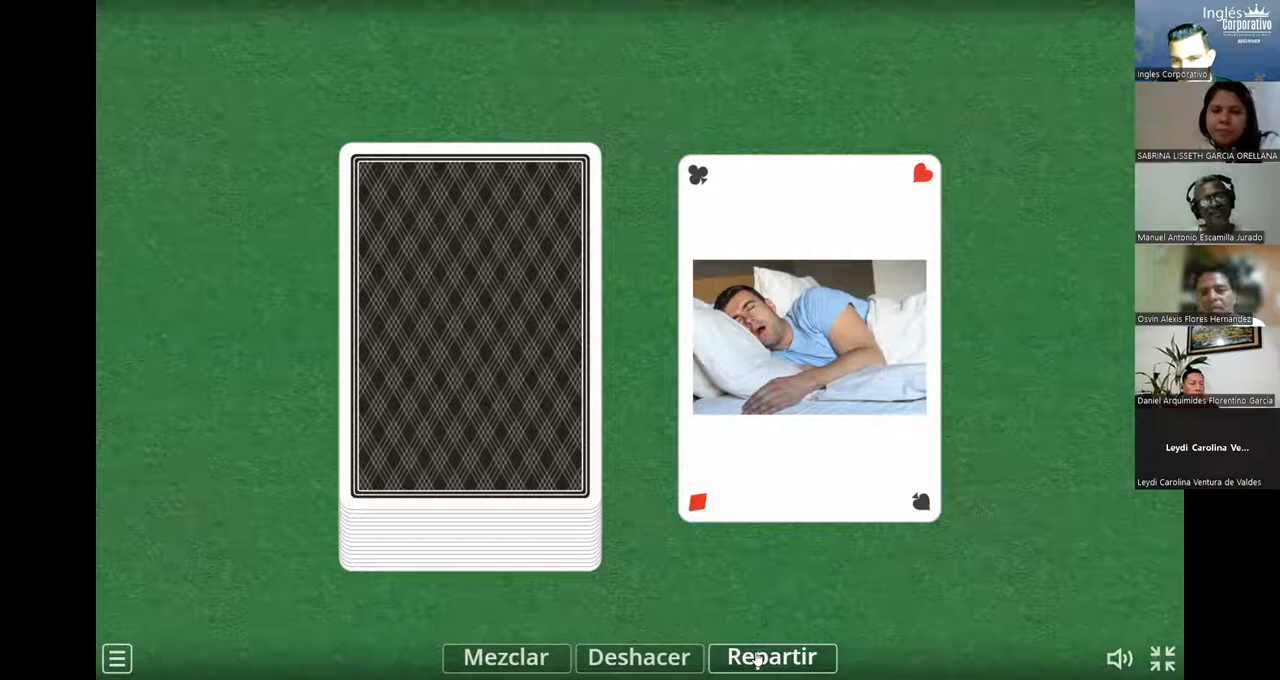 Inglés
Corporativo
BEGINNER
Ingles Corporativo
SABRINA LISSETH GARCIA ORELLANA
Manuel Antonio Escamilla Jurado
Osvin Alexis Flores Hernandez
Daniel Arquimides Florentino Garcia
Leydi Carolina Ve...
Leydi Carolina Ventura de Valdes
Mezclar
Deshacer
Repartir